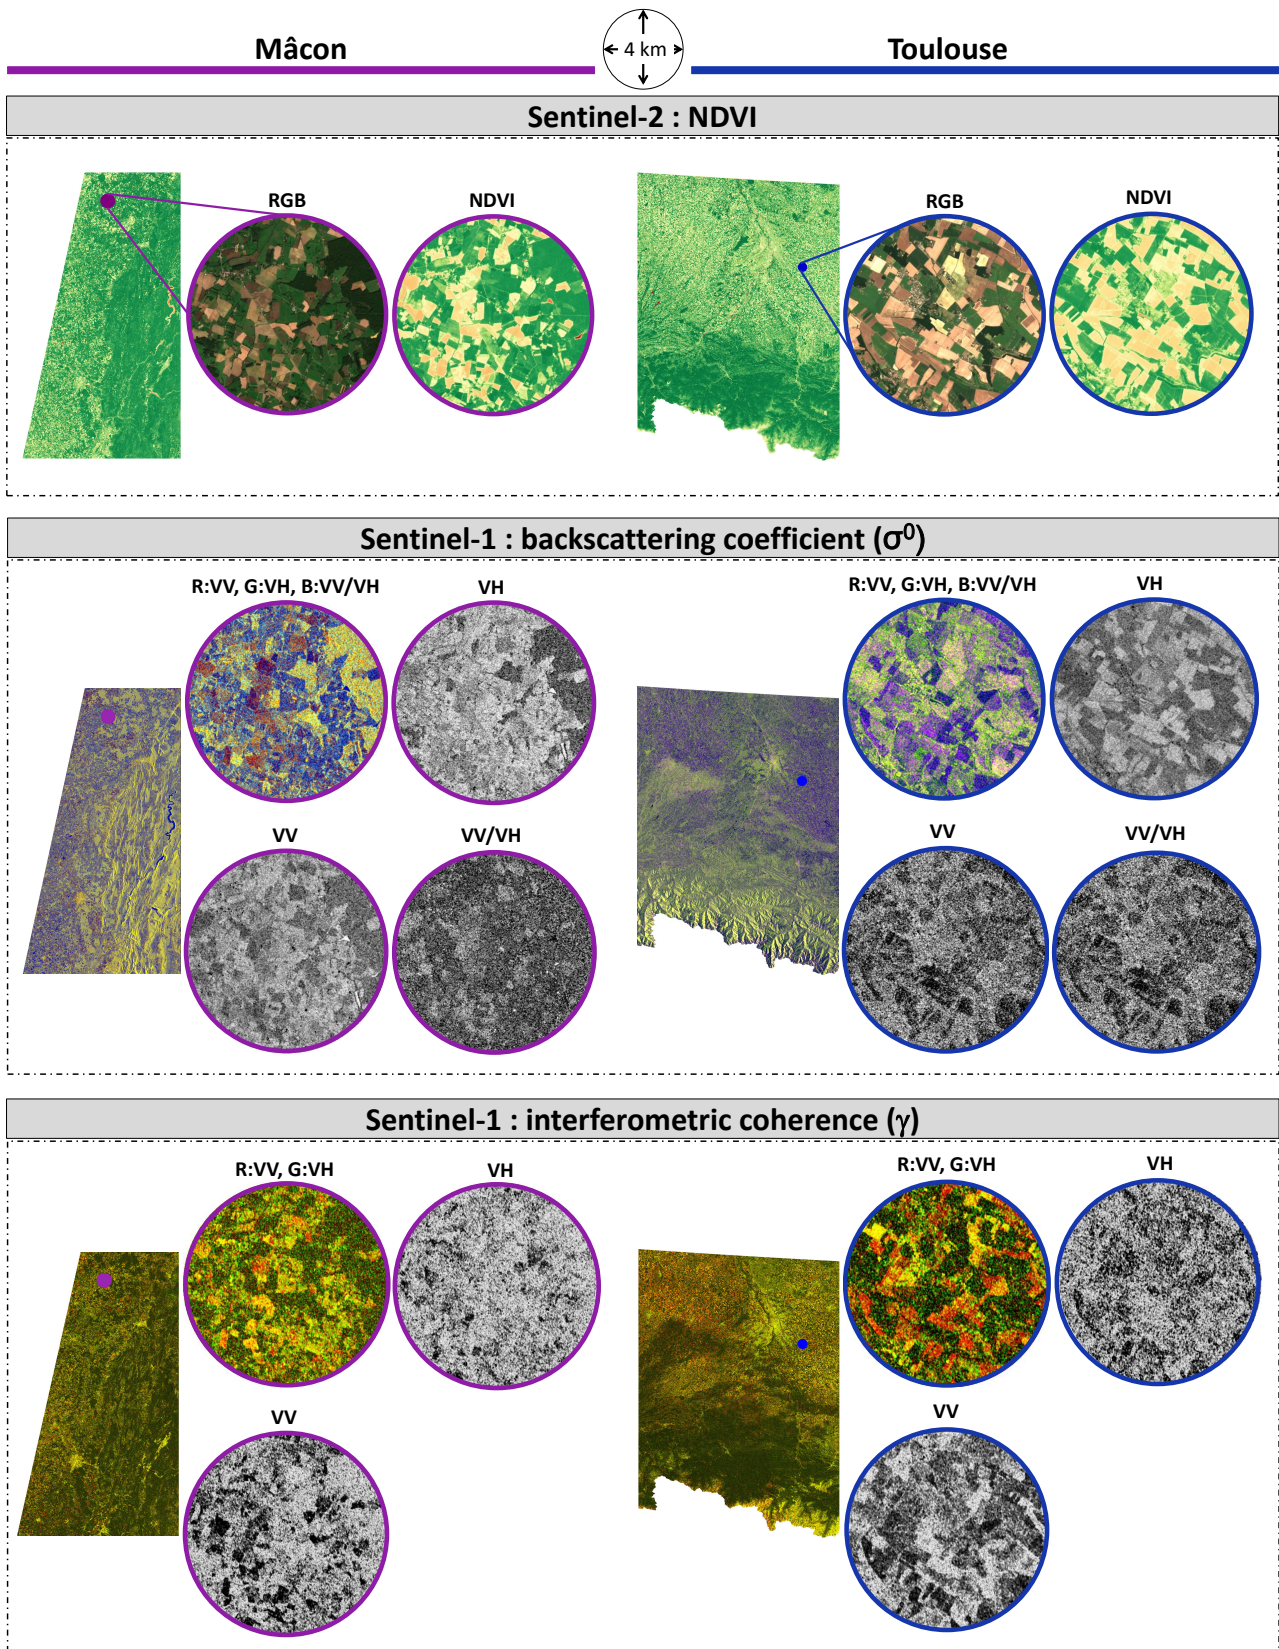 Mâcon
4 km
Toulouse
Sentinel-2 : NDVI
RGB
NDVI
RGB
NDVI
Sentinel-1 : backscattering coefficient (σ⁰)
R:VV, G:VH, B:VV/VH
VH
R:VV, G:VH, B:VV/VH
VH
VV
VV/VH
VV
VV/VH
Sentinel-1 : interferometric coherence (γ)
R:VV, G:VH
VH
R:VV, G:VH
VH
VV
VV